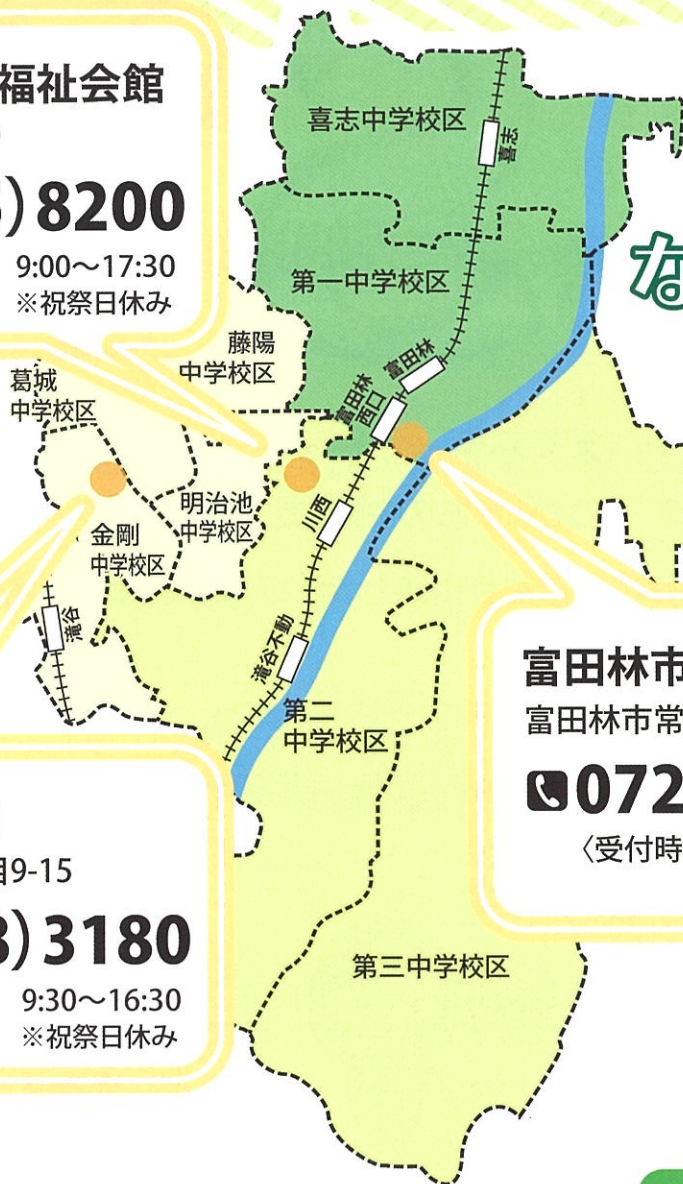 福祉会館
)8200
9:00～17:30
※祝祭日休み
喜志中学校区
喜志
第一中学校区
な
藤陽
中学校区
葛城
中学校区
富田林
富田林
西口
明治池
中学校区
川西
金剛
中学校区
滝谷
滝谷不動
第二
中学校区
富田林市
富田林市常
072
〈受付時
目9-15
)3180
9:30～16:30
※祝祭日休み
第三中学校区